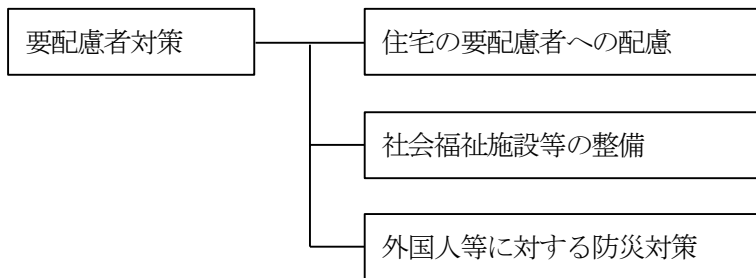 要配慮者対策
住宅の要配慮者への配慮
社会福祉施設等の整備
外国人等に対する防災対策